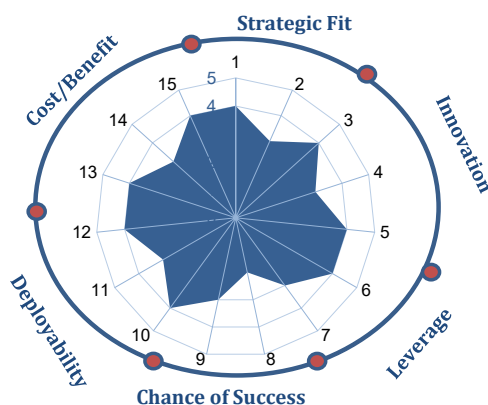 Strategic Fit
Cost/Benefit
Innovation
1
15
5
2
14
4
3
13
4
12
5
11
6
10
7
9
8
Deployability
Leverage
Chance of Success